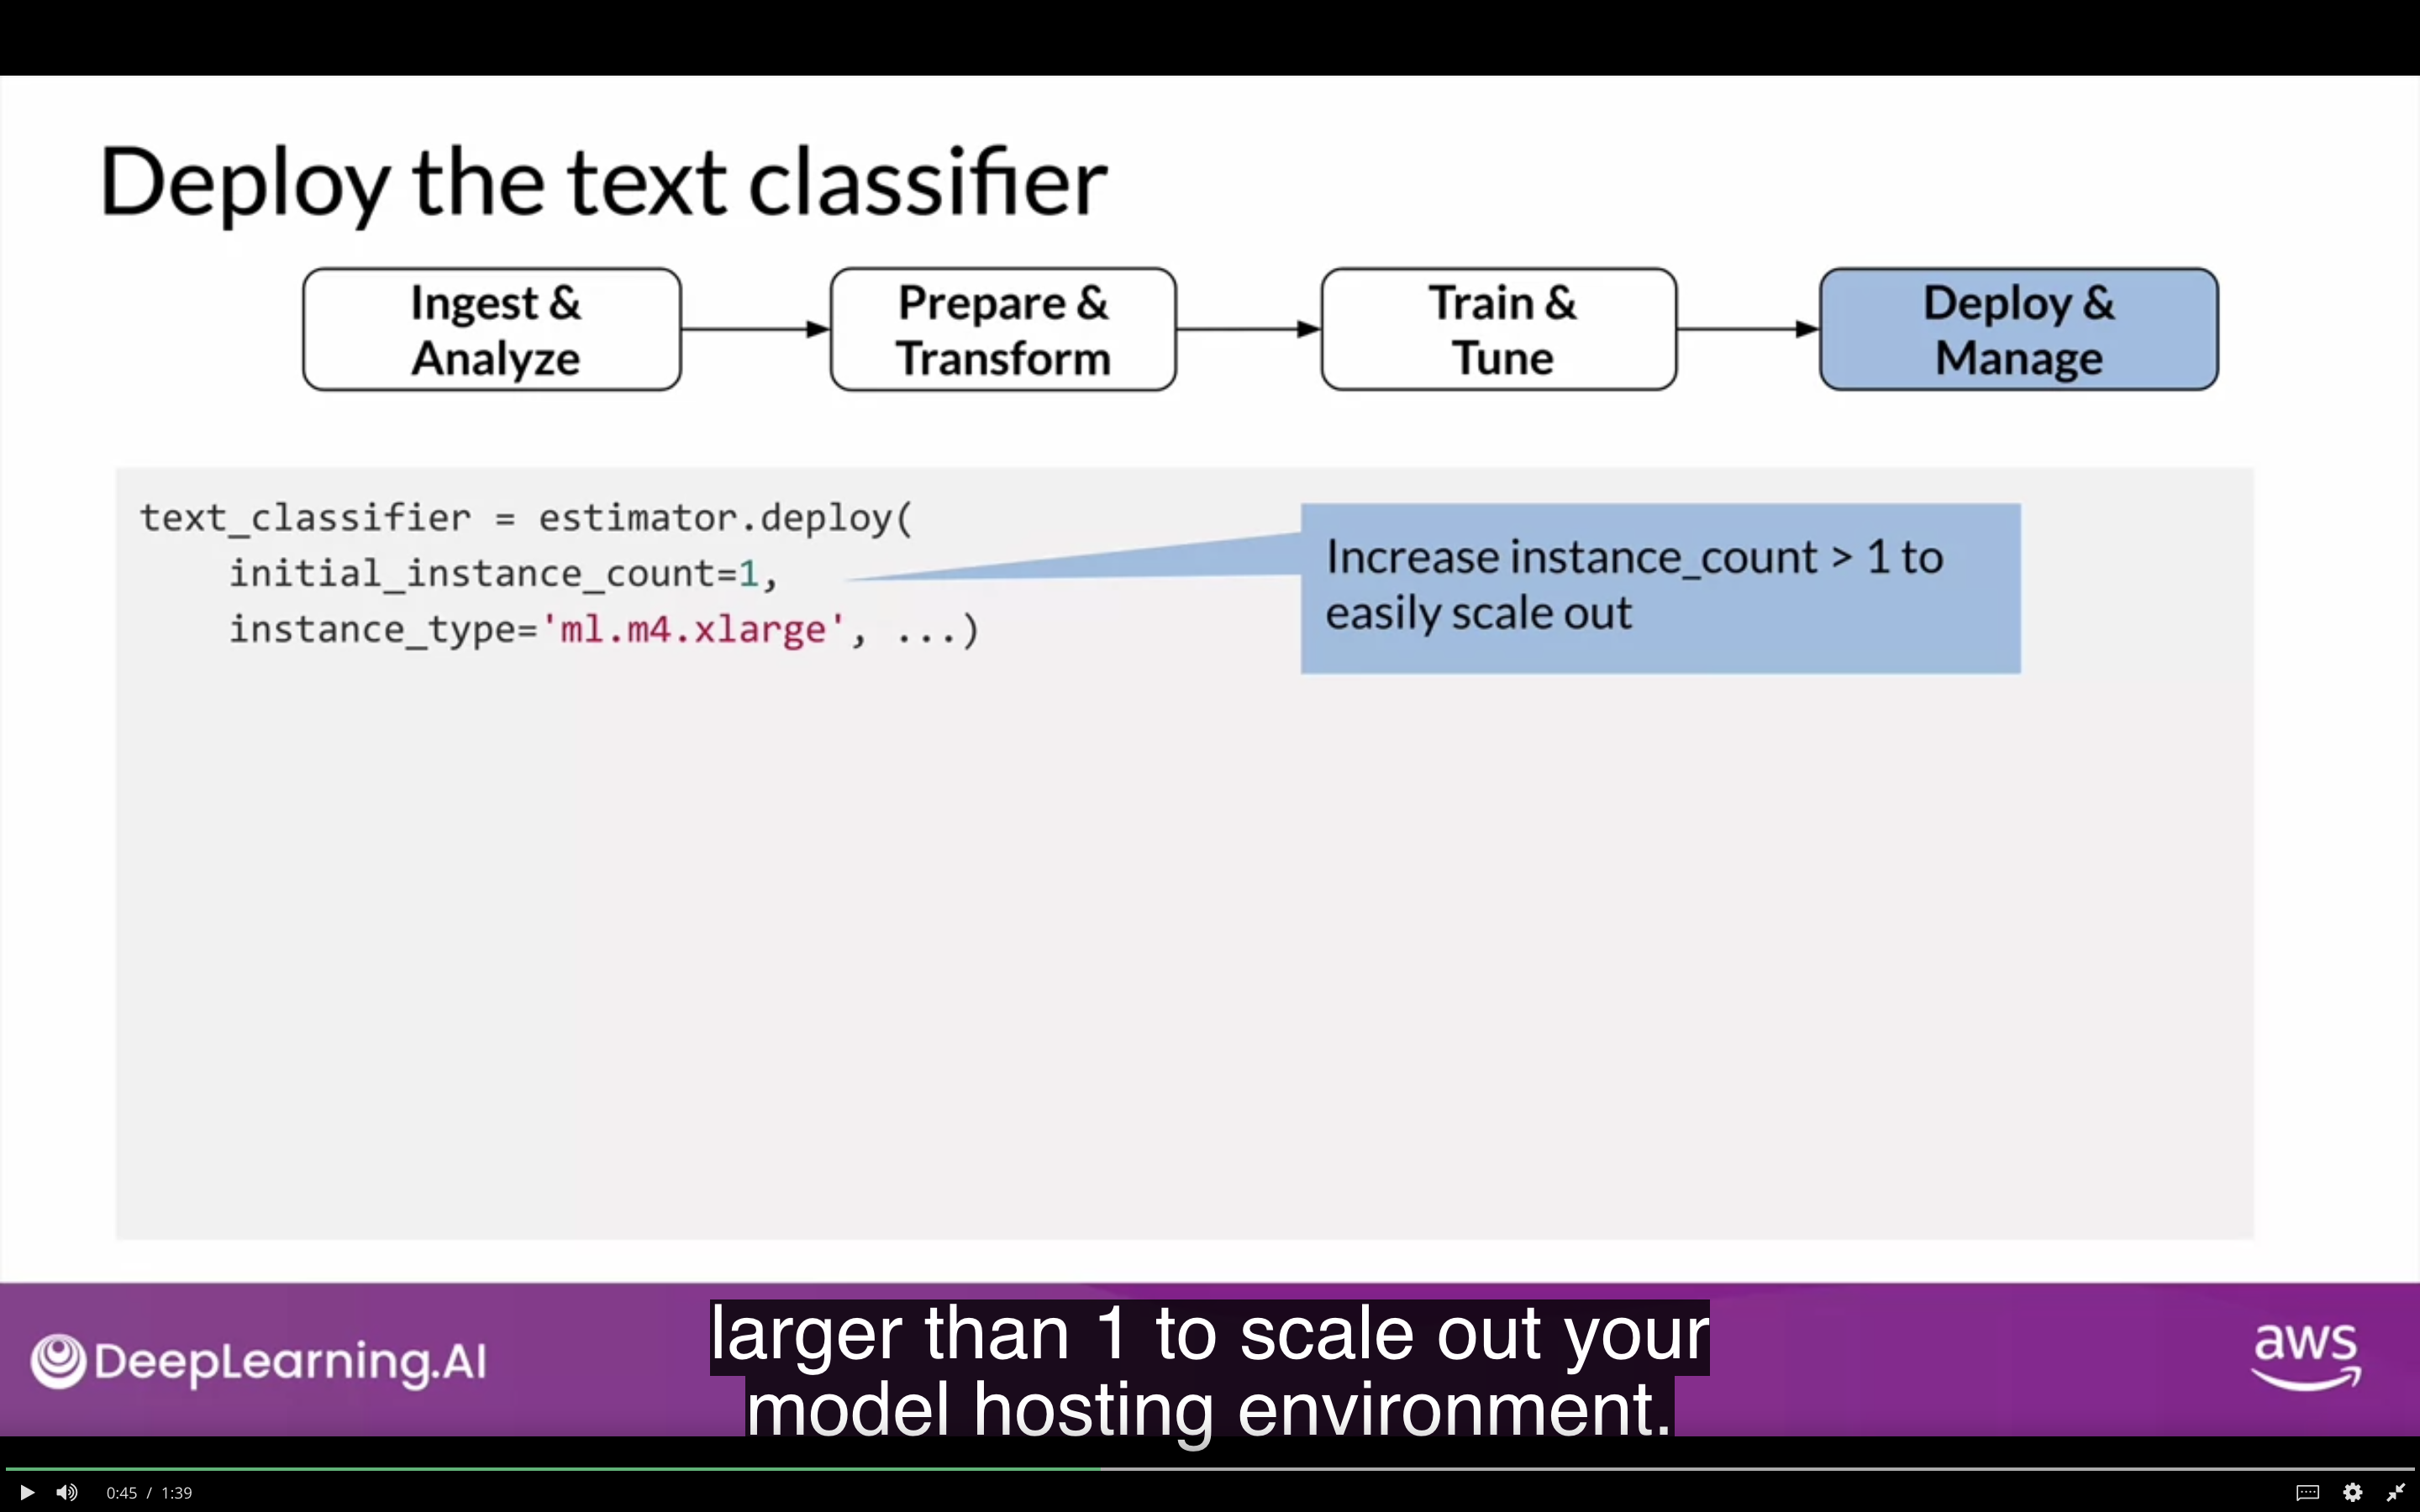 Deploy the text classifier
Ingest &
Analyze
Prepare &
Transform
Train &
Tune
Deploy &
Manage
text_classifier = estimator.deploy(
    initial_instance_count=1,
    instance_type='ml.m4.xlarge', ...)
Increase instance_count > 1 to
easily scale out
DeepLearning.AI
larger than 1 to scale out your
model hosting environment.
aws
0:45 / 1:39